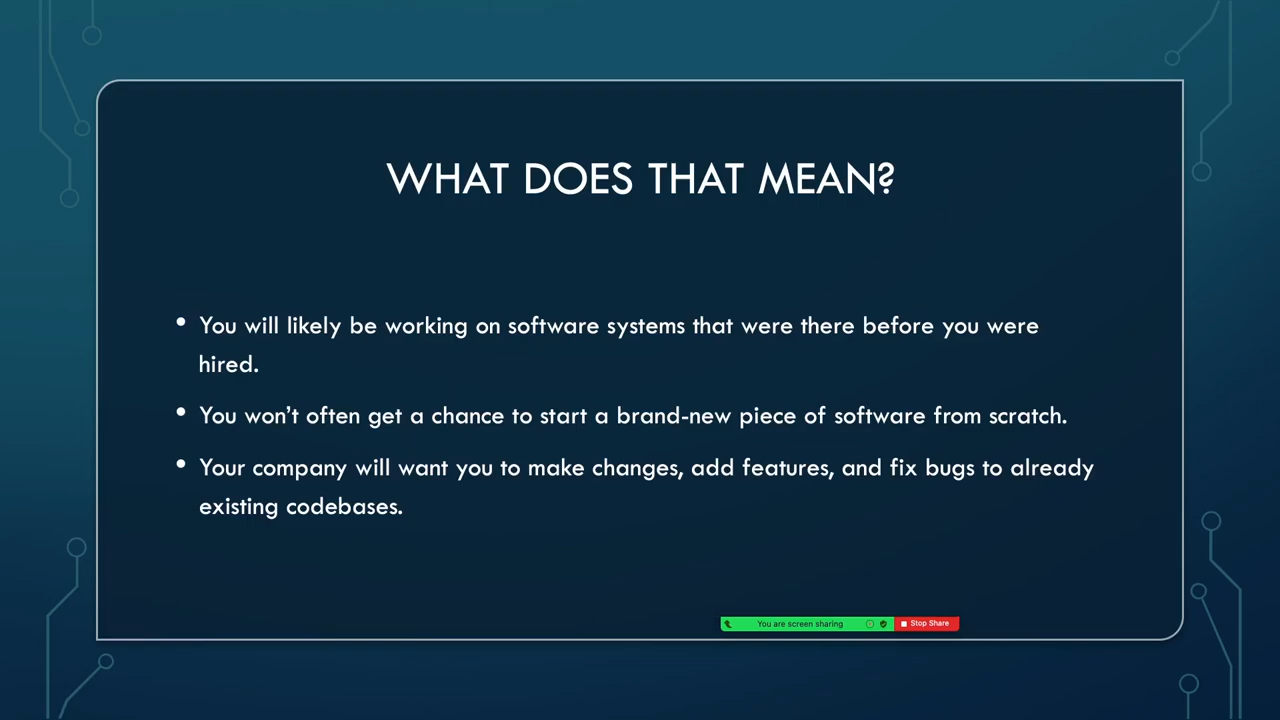 WHAT DOES THAT MEAN?
• You will likely be working on software systems that were there before you were
hired.
• You won’t often get a chance to start a brand-new piece of software from scratch.
• Your company will want you to make changes, add features, and fix bugs to already
existing codebases.
You are screen sharing Stop Share